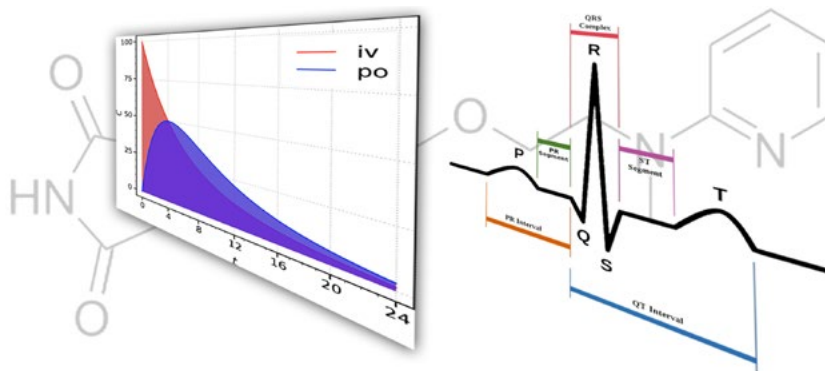 O
HN
O
100
75
50
25
0
C
iv
po
0
4
8
12
16
20
24
t
O
N
N
QRS
Complex
R
P
PR
Segment
ST
Segment
T
PR Interval
Q
S
QT Interval